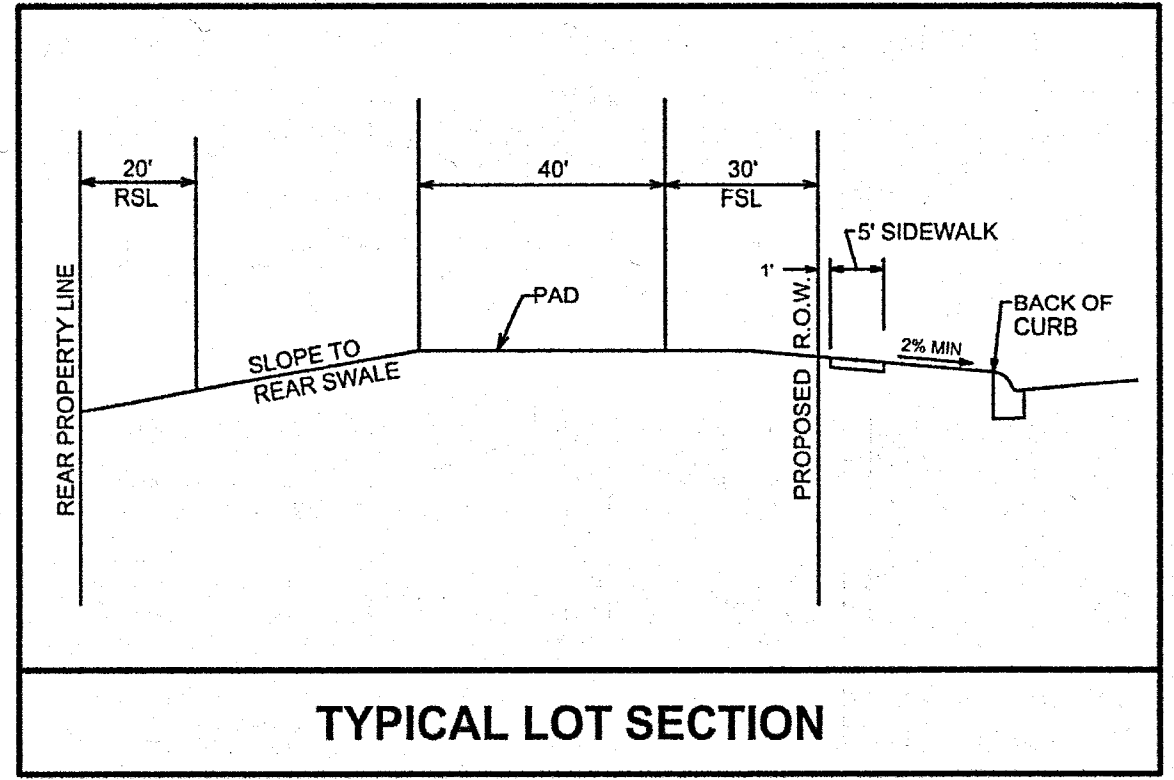 20'
RSL
40'
30'
FSL
5' SIDEWALK
1'
REAR PROPERTY LINE
PAD
BACK OF
CURB
SLOPE TO
REAR SWALE
2% MIN
PROPOSED R.O.W.
TYPICAL LOT SECTION